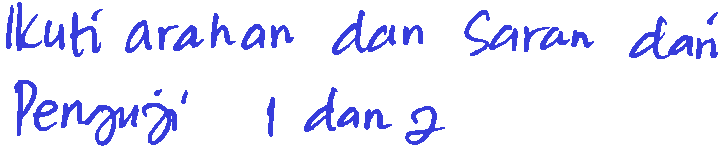 Ikuti arahan dan saran dari
Penguji 1 dan 2